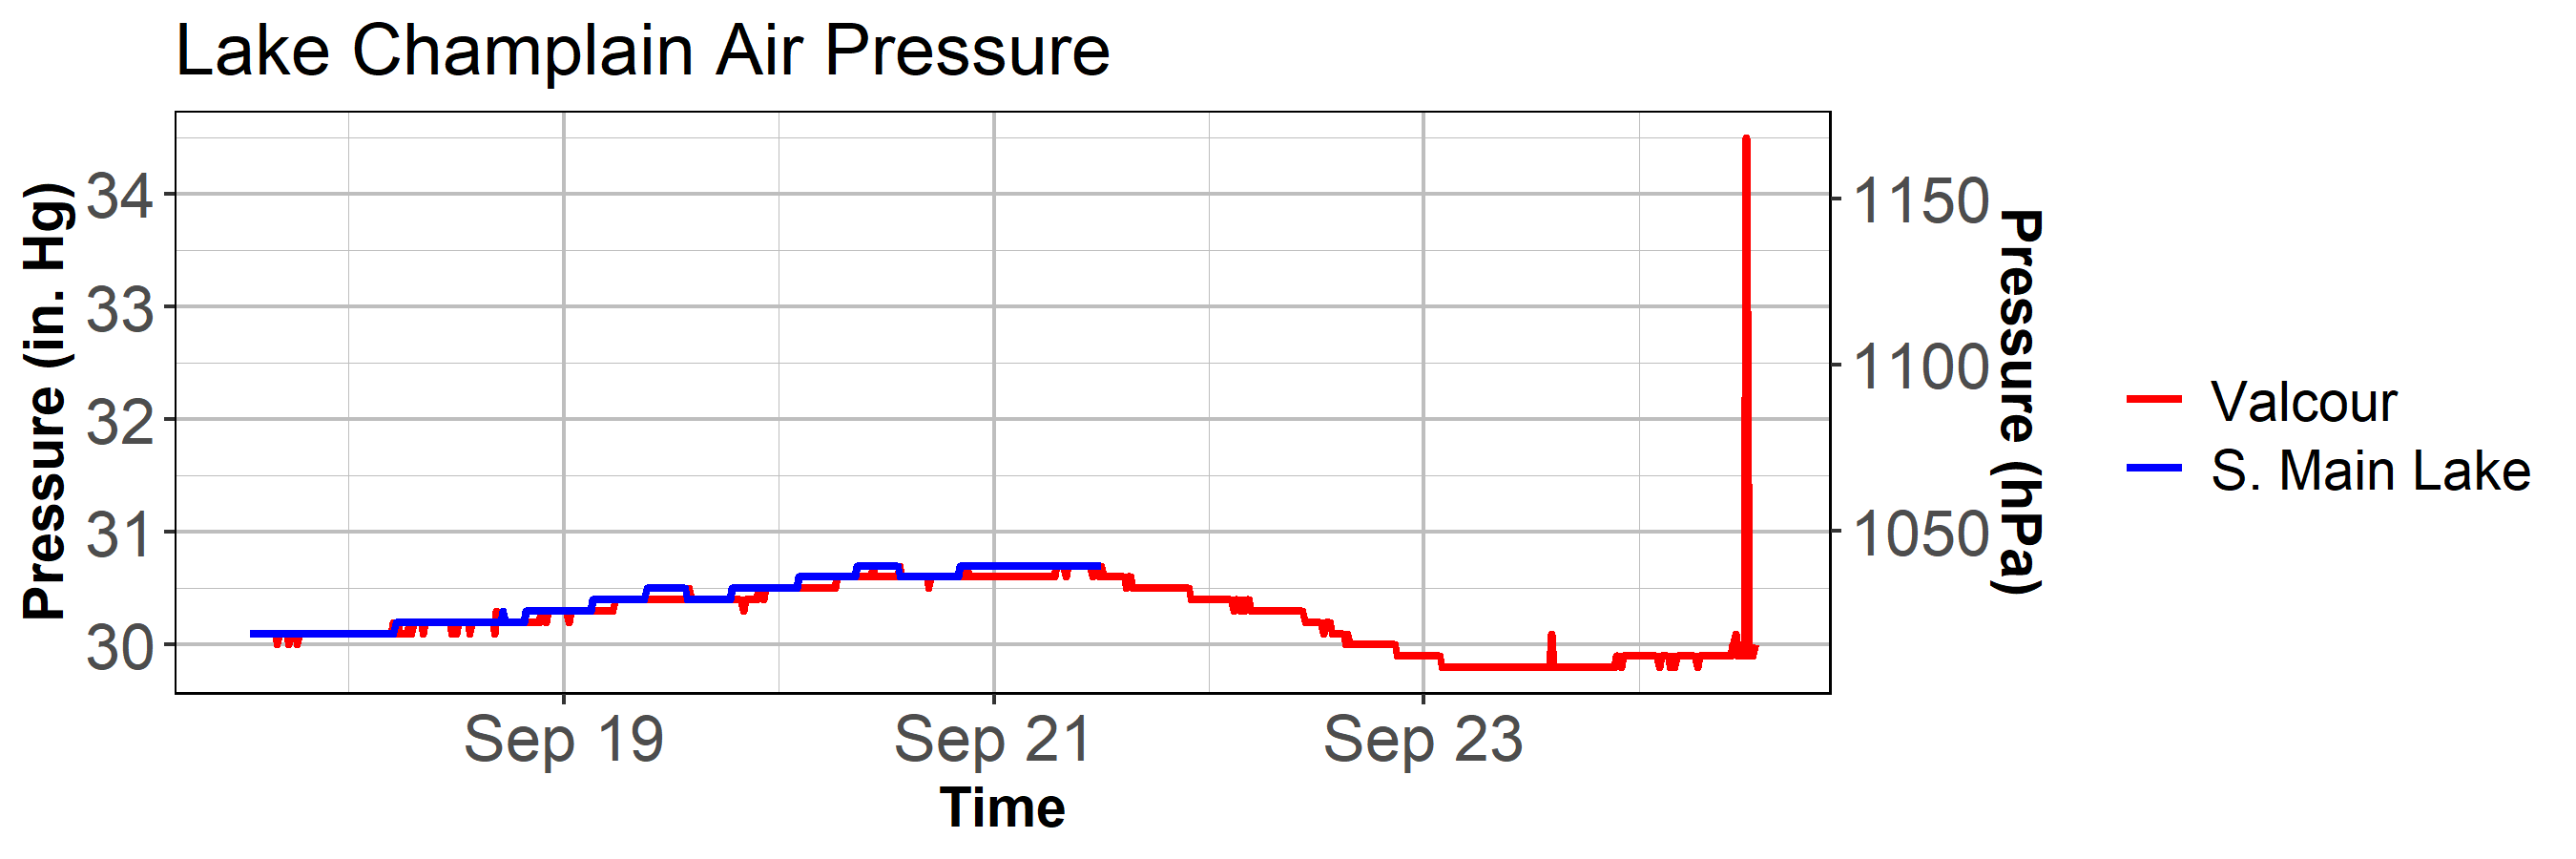 Lake Champlain Air Pressure
Pressure (in. Hg)
34
33
32
31
30
1150
1100
1050
Pressure (hPa)
Valcour
S. Main Lake
Sep 19
Sep 21
Sep 23
Time